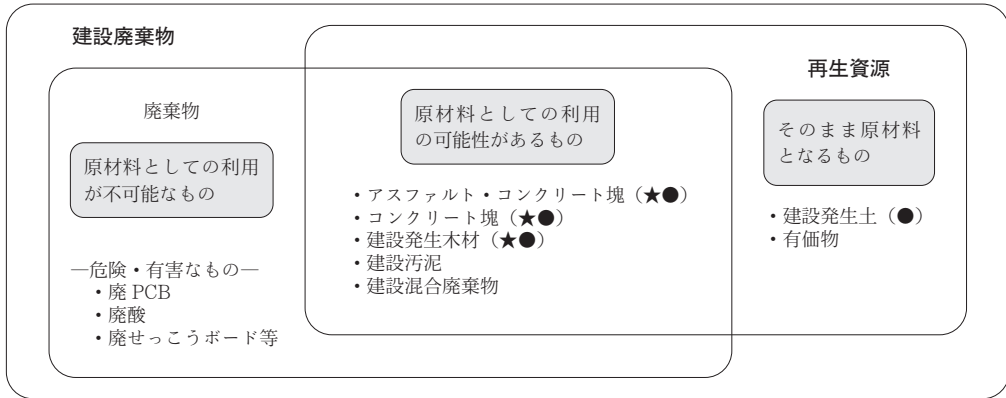 建設廃棄物
再生資源
廃棄物
原材料としての利用
が不可能なもの
―危険・有害なもの―
・廃 PCB
・廃酸
・廃せっこうボード等
原材料としての利用
の可能性があるもの
・アスファルト・コンクリート塊（★●）
・コンクリート塊（★●）
・建設発生木材（★●）
・建設汚泥
・建設混合廃棄物
そのまま原材料
となるもの
・建設発生土（●）
・有価物